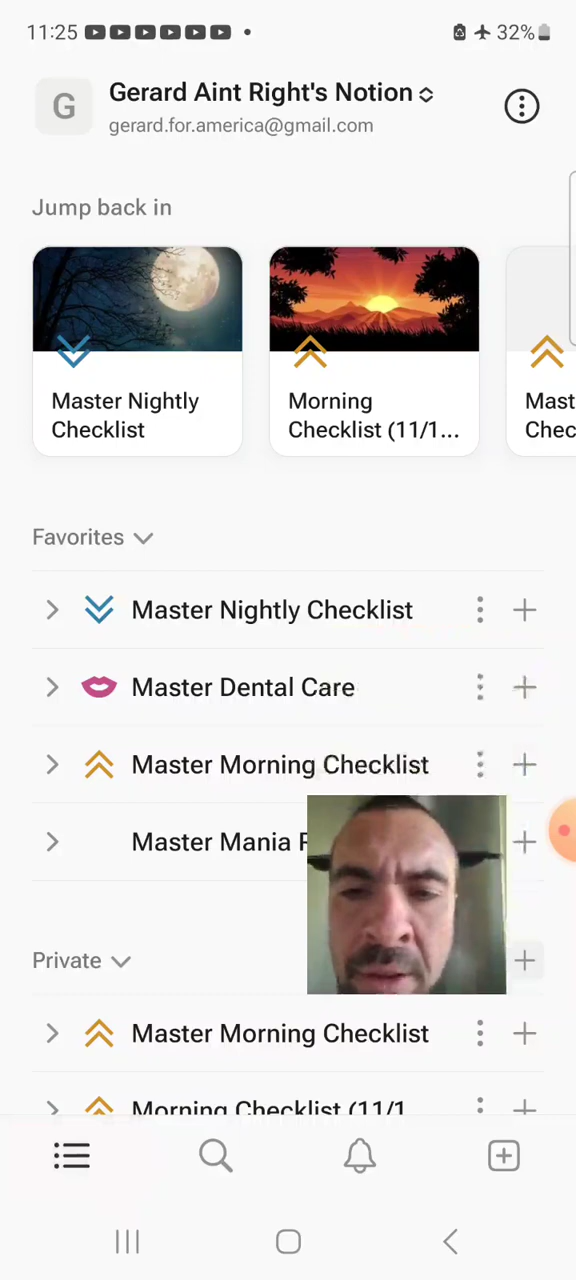 11:25
32%
G
Gerard Aint Right's Notion
gerard.for.america@gmail.com
Jump back in
Master Nightly
Checklist
Morning
Checklist (11/1...
Mast
Chec
Favorites
Master Nightly Checklist
Master Dental Care
Master Morning Checklist
Master Mania
Private
Master Morning Checklist
Morning Checklist (11/1